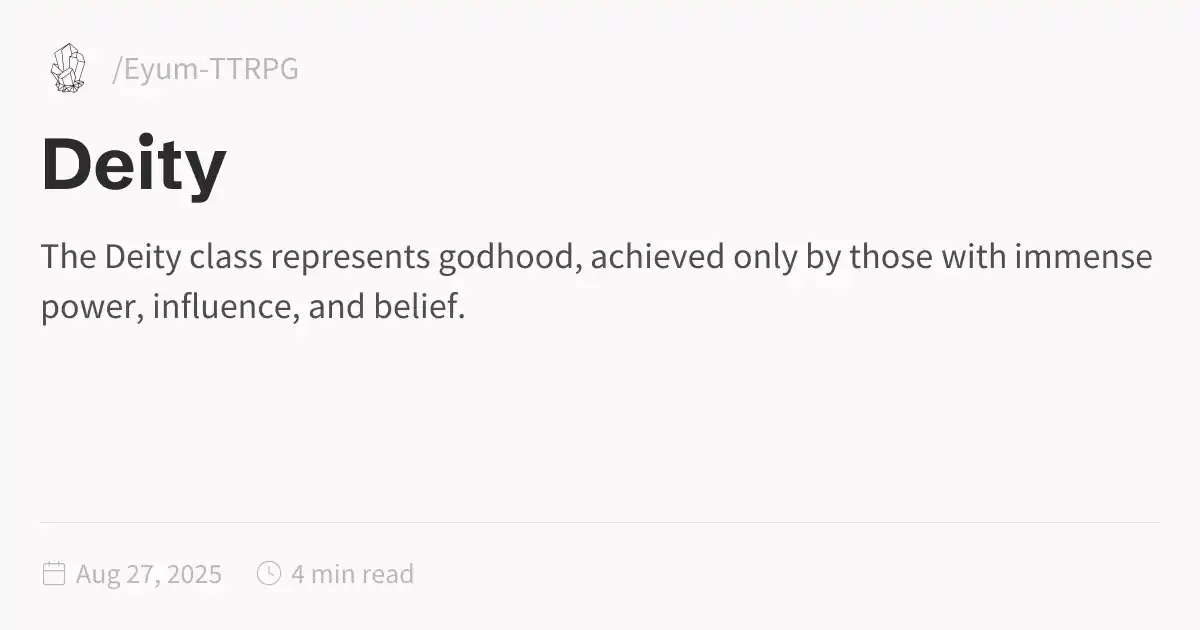 /Eyum-TTRPG
Deity
The Deity class represents godhood, achieved only by those with immense
power, influence, and belief.
Aug 27, 2025 4 min read